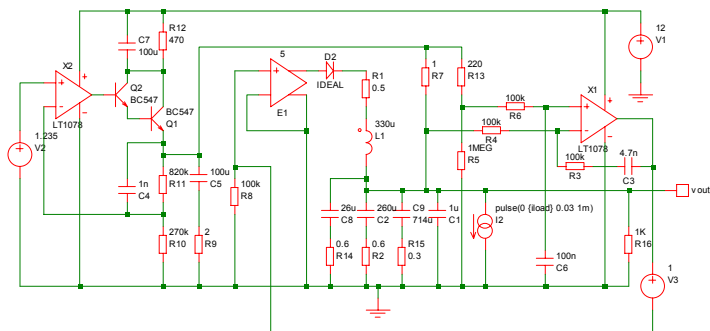 C7
100u
R12
470
X2
LT1078
Q2
BC547
BC547
Q1
1.235
V2
1n
C4
820k
R11
270k
R10
100u
C5
2
R9
100k
R8
5
E1
D2
IDEAL
R1
0.5
330u
L1
26u
C8
0.6
R14
260u
C2
0.6
R2
C9
714u
R15
0.3
1u
C1
1
R7
220
R13
1MEG
R5
100k
R6
100k
R4
X1
LT1078
100k
R3
4.7n
C3
12
V1
pulse(0 {iload} 0.03 1m)
I2
100n
C6
1K
R16
vout
1
V3